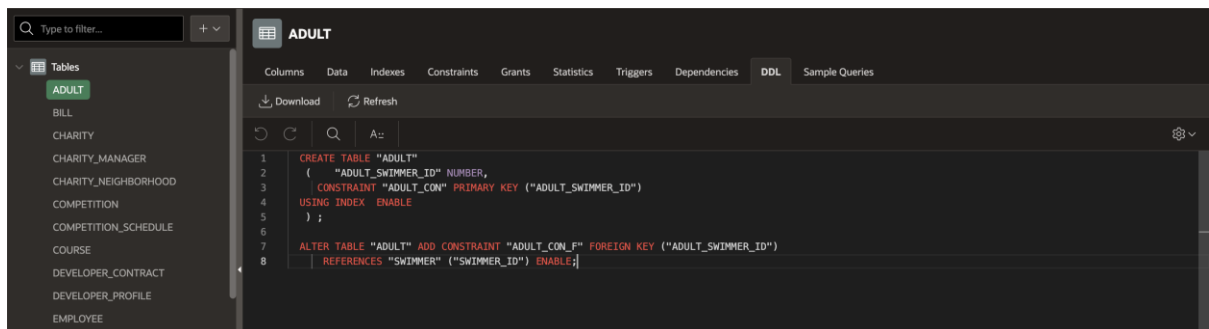 Type to filter...
+
Tables
ADULT
BILL
CHARITY
CHARITY_MANAGER
CHARITY_NEIGHBORHOOD
COMPETITION
COMPETITION_SCHEDULE
COURSE
DEVELOPER_CONTRACT
DEVELOPER_PROFILE
EMPLOYEE
ADULT
Columns Data Indexes Constraints Grants Statistics Triggers Dependencies DDL Sample Queries
Download Refresh
A::
1 CREATE TABLE "ADULT"
2 ( "ADULT_SWIMMER_ID" NUMBER,
3 CONSTRAINT "ADULT_CON" PRIMARY KEY ("ADULT_SWIMMER_ID")
4 USING INDEX ENABLE
5 ) ;
6
7 ALTER TABLE "ADULT" ADD CONSTRAINT "ADULT_CON_F" FOREIGN KEY ("ADULT_SWIMMER_ID")
8 REFERENCES "SWIMMER" ("SWIMMER_ID") ENABLE;